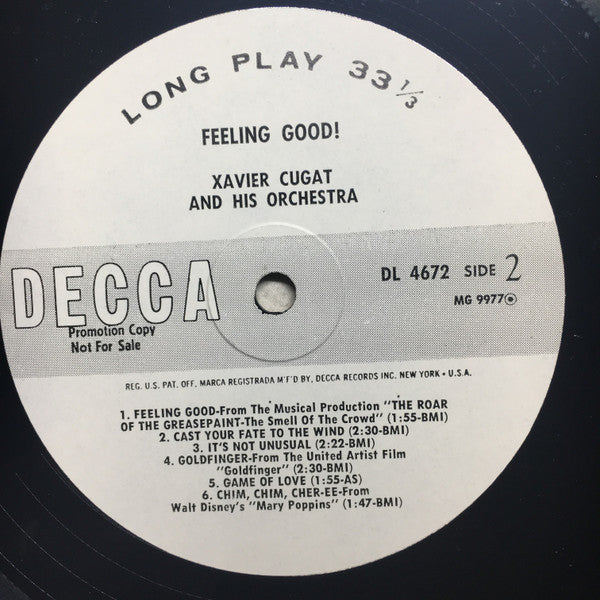 LONG PLAY 33 1/3
FEELING GOOD!
XAVIER CUGAT
AND HIS ORCHESTRA
DECCA
Promotion Copy
Not For Sale
DL 4672 SIDE 2
MG 9977
REG. U.S. PAT. OFF. MARCA REGISTRADA M'F'D BY, DECCA RECORDS INC. NEW YORK • U.S.A.
1. FEELING GOOD-From The Musical Production "THE ROAR
OF THE GREASEPAINT-The Smell Of The Crowd" (1:55-BMI)
2. CAST YOUR FATE TO THE WIND (2:30-BMI)
3. IT'S NOT UNUSUAL (2:22-BMI)
4. GOLDFINGER-From The United Artist Film
"Goldfinger" (2:30-BMI)
5. GAME OF LOVE (1:55-AS)
6. CHIM, CHIM, CHER-EE-From
Walt Disney's "Mary Poppins" (1:47-BMI)